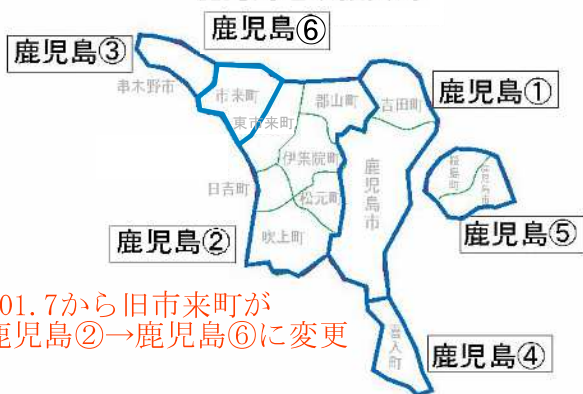 鹿児島⑥
鹿児島③
串木野市
市来町
郡山町
吉田町
鹿児島①
東市来町
伊集院町
鹿児島市
桜島町
鹿児島市
日吉町
松元町
鹿児島②
吹上町
鹿児島⑤
01.7から旧市来町が
鹿児島②→鹿児島⑥に変更
喜入町
鹿児島④